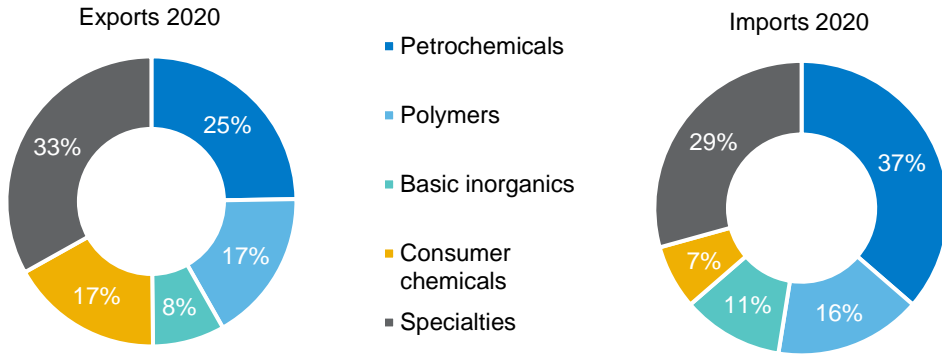 Exports 2020
25%
17%
8%
17%
33%
Petrochemicals
Polymers
Basic inorganics
Consumer
chemicals
Specialties
Imports 2020
37%
16%
11%
7%
29%